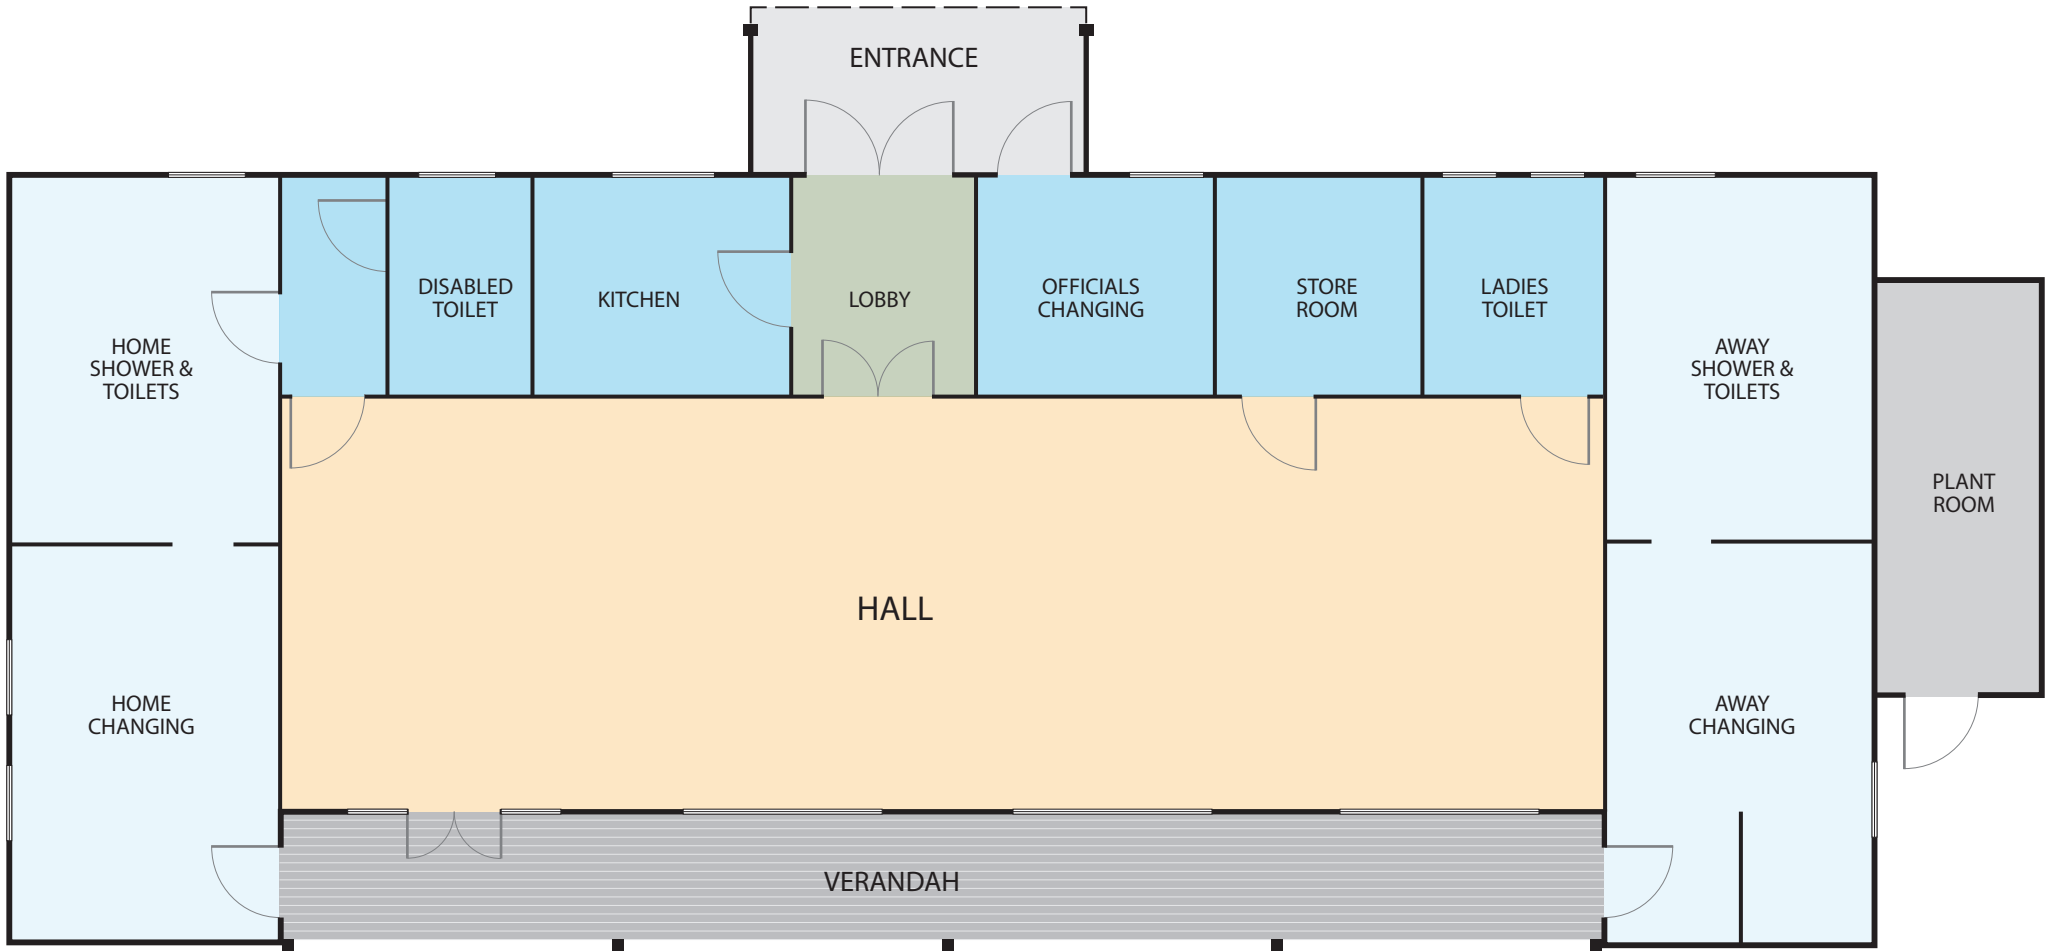 ENTRANCE
DISABLED
TOILET
KITCHEN
LOBBY
OFFICIALS
CHANGING
STORE
ROOM
LADIES
TOILET
HOME
SHOWER &
TOILETS
AWAY
SHOWER &
TOILETS
PLANT
ROOM
HALL
HOME
CHANGING
AWAY
CHANGING
VERANDAH